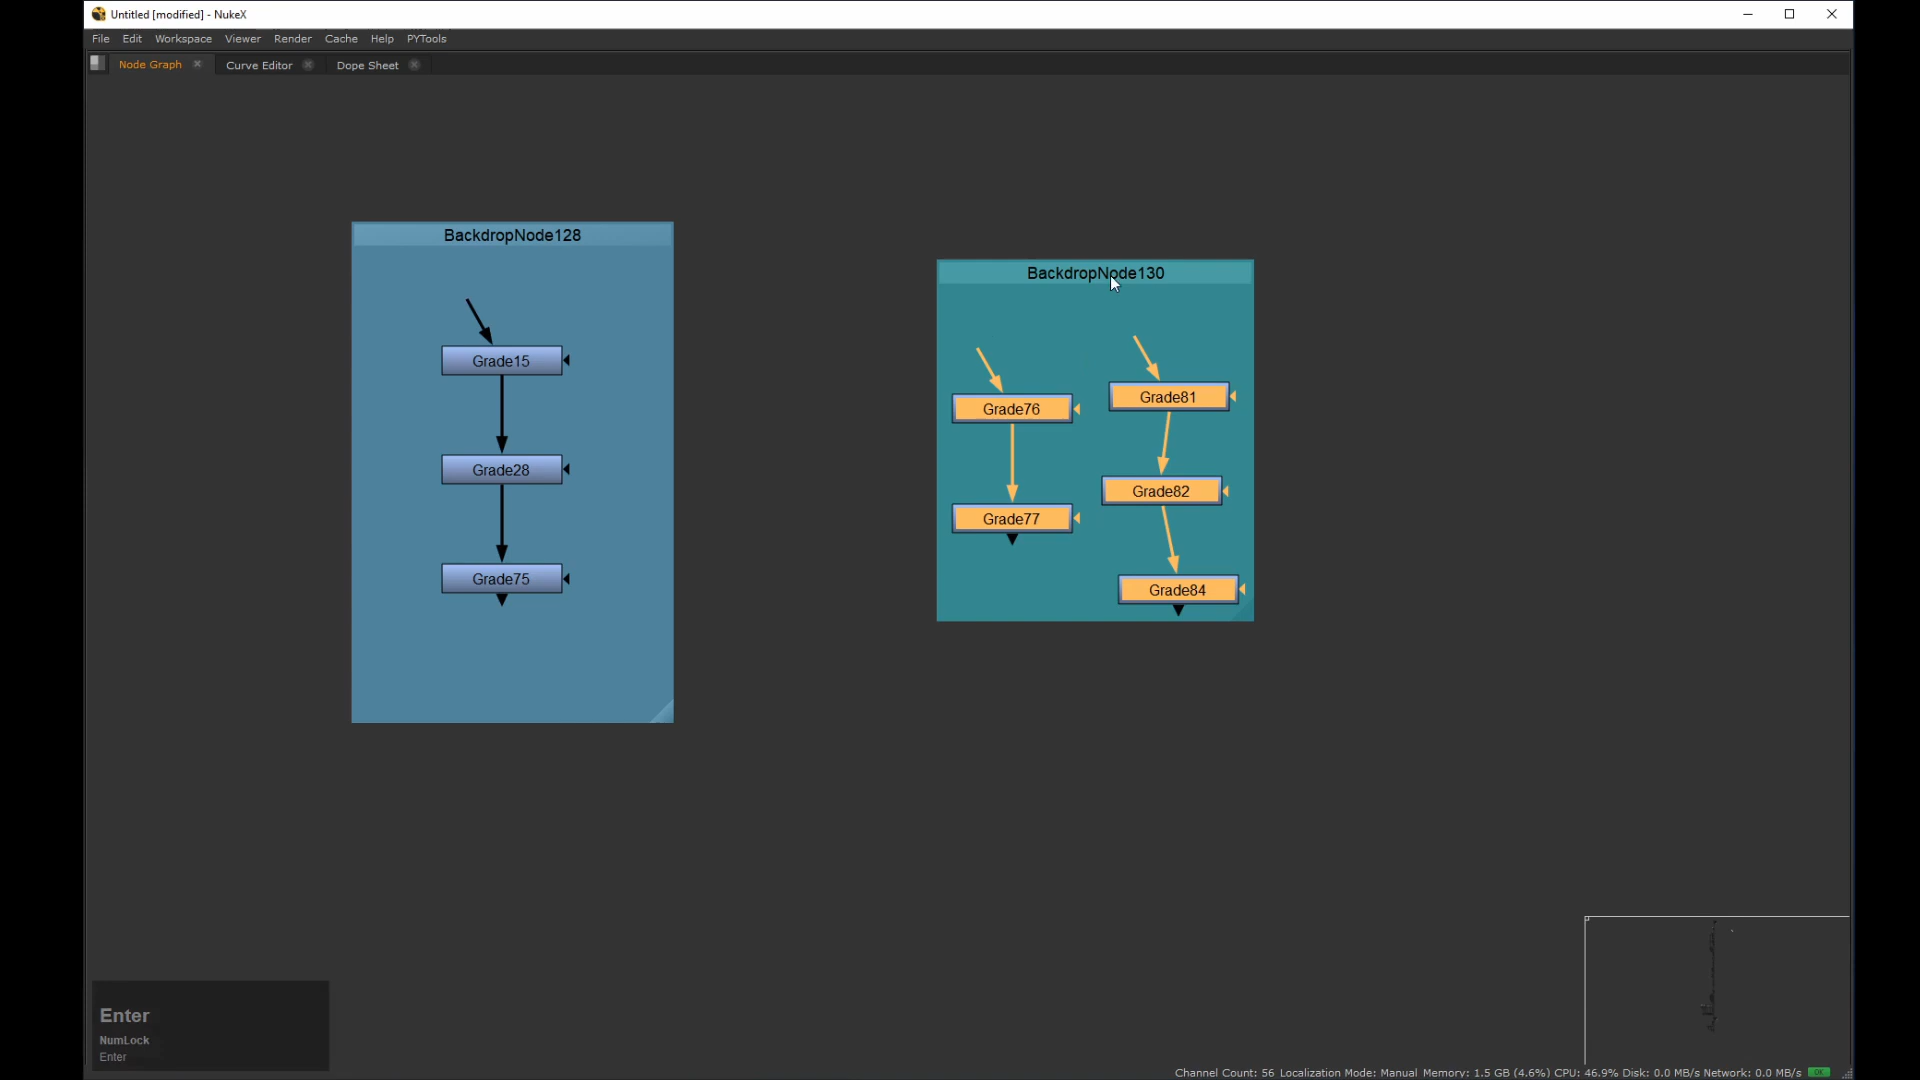 Untitled [modified] - NukeX
File Edit Workspace Viewer Render Cache Help PYTools
Node Graph Curve Editor Dope Sheet
BackdropNode128
Grade15
Grade28
Grade75
BackdropNode130
Grade76
Grade77
Grade81
Grade82
Grade84
Enter
NumLock
Enter
Channel Count: 56 Localization Mode: Manual Memory: 1.5 GB (4.6%) CPU: 46.9% Disk: 0.0 MB/s Network: 0.0 MB/s OK